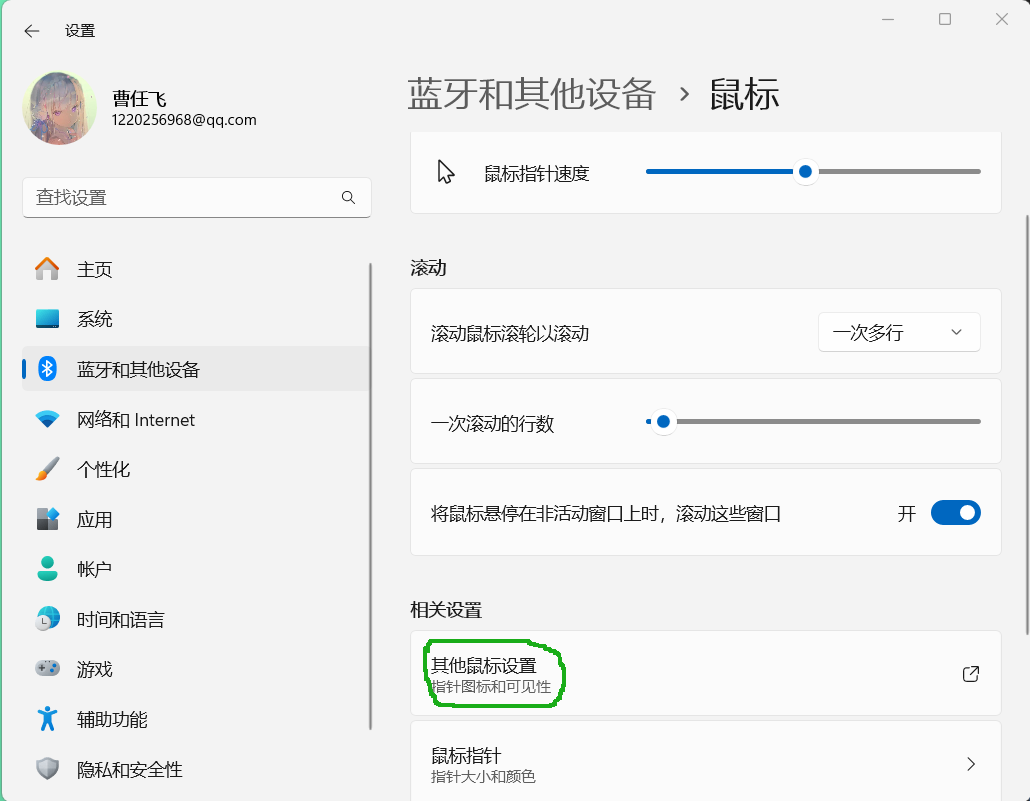 设置
曹任飞
1220256968@qq.com
查找设置
主页
系统
蓝牙和其他设备
网络和 Internet
个性化
应用
帐户
时间和语言
游戏
辅助功能
隐私和安全性
蓝牙和其他设备 › 鼠标
鼠标指针速度
滚动
滚动鼠标滚轮以滚动
一次多行
一次滚动的行数
将鼠标悬停在非活动窗口上时，滚动这些窗口
开
相关设置
其他鼠标设置
指针图标和可见性
鼠标指针
指针大小和颜色